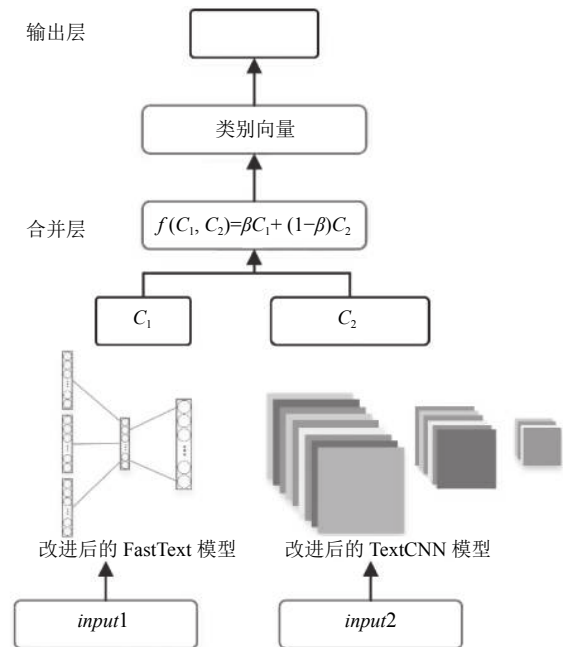 输出层
类别向量
合并层
f (C₁, C₂)=βC₁+ (1−β)C₂
C₁
C₂
改进后的 FastText 模型
改进后的 TextCNN 模型
input1
input2